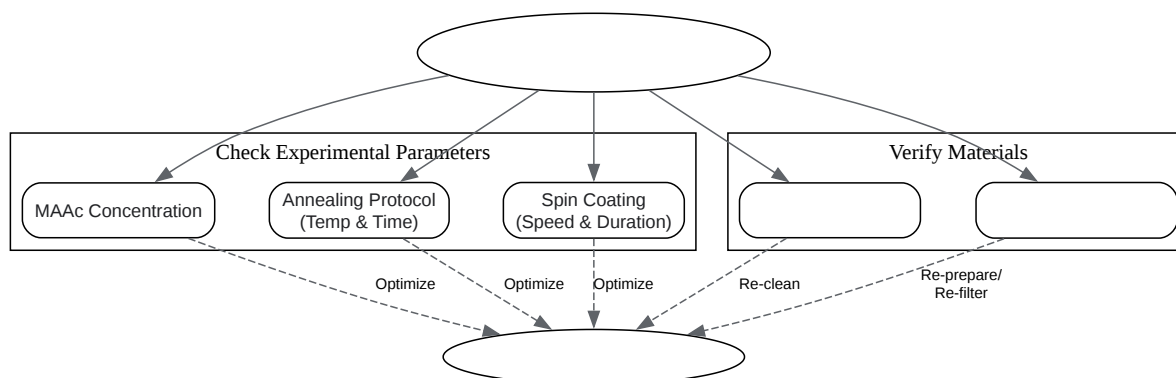 Check Experimental Parameters
Verify Materials
MAAc Concentration
Annealing Protocol
(Temp & Time)
Spin Coating
(Speed & Duration)
Optimize
Optimize
Optimize
Re-clean
Re-prepare/
Re-filter